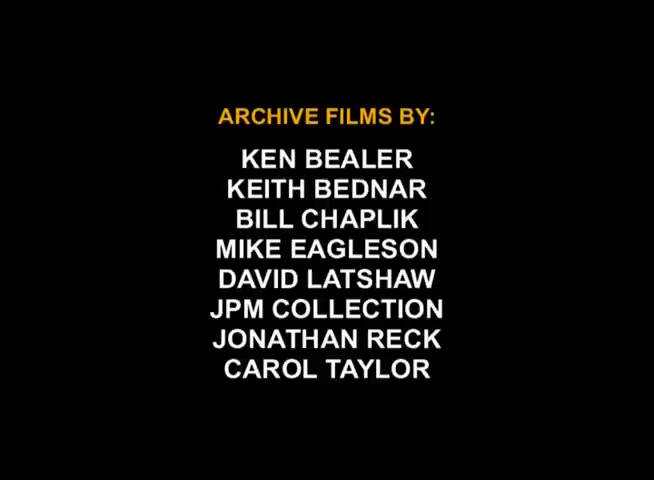 ARCHIVE FILMS BY:
KEN BEALER
KEITH BEDNAR
BILL CHAPLIK
MIKE EAGLESON
DAVID LATSHAW
JPM COLLECTION
JONATHAN RECK
CAROL TAYLOR